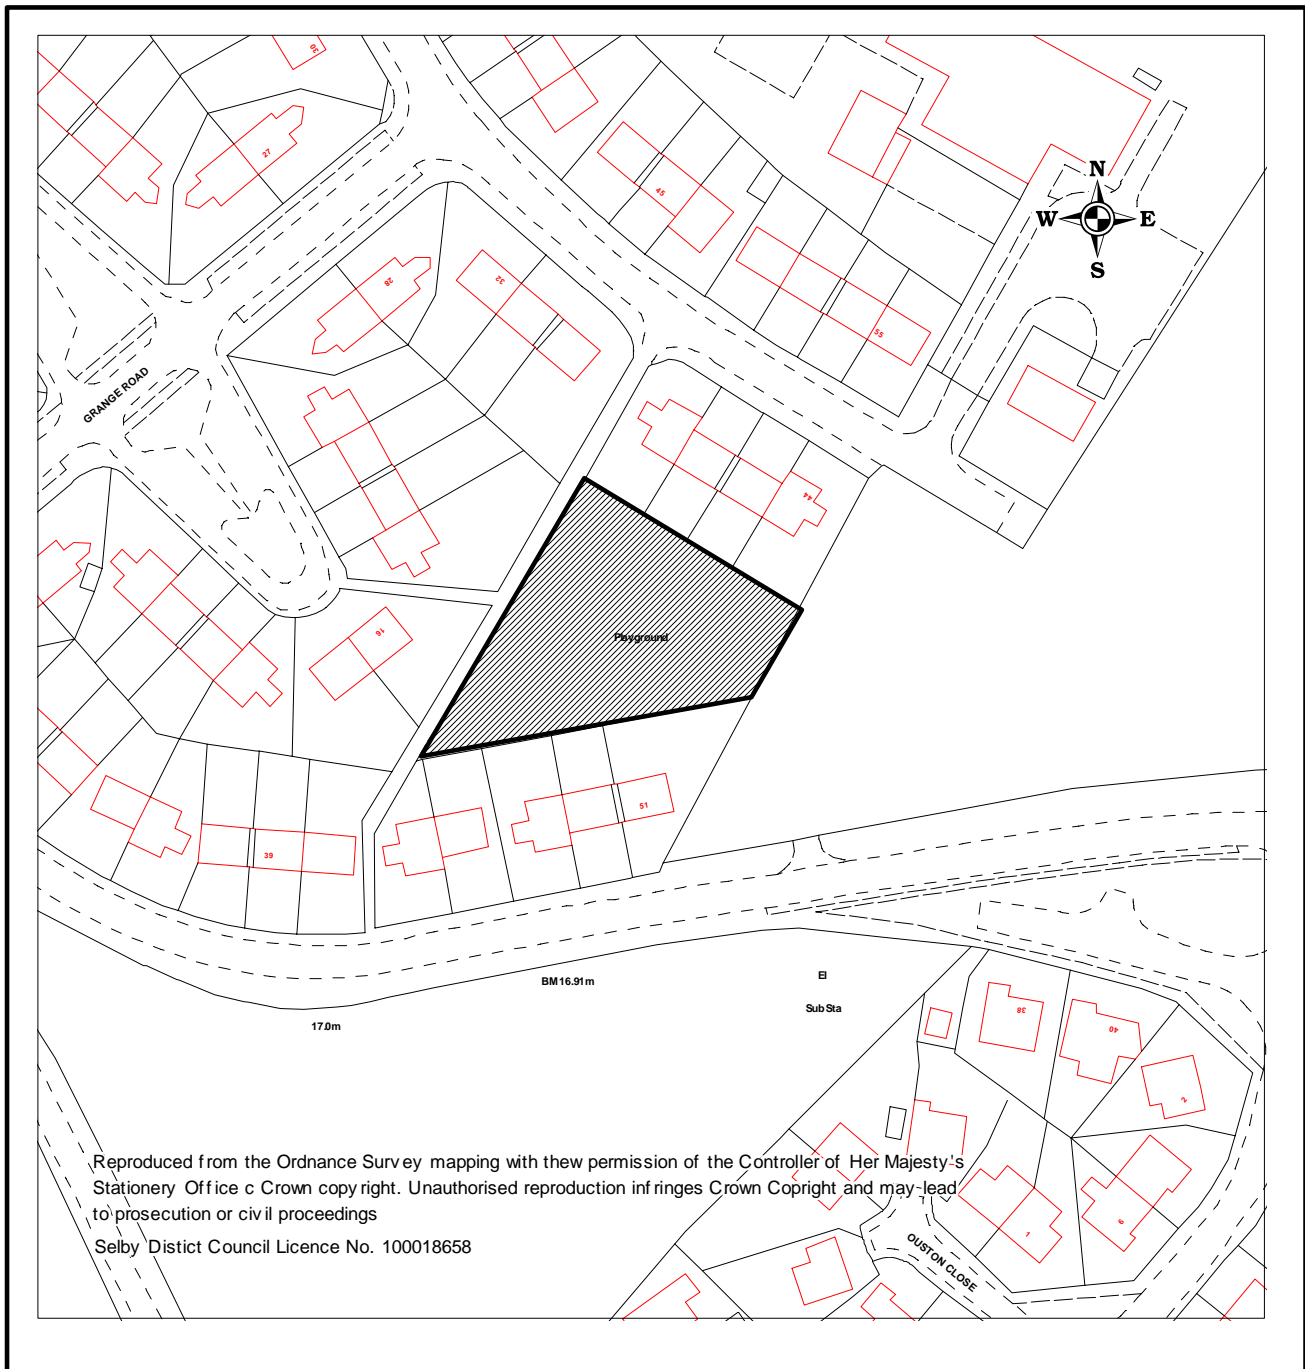 30
27
45
N
W E
S
28
32
55
GRANGE ROAD
44
Playground
16
51
39
BM 16.91m
El
Sub Sta
17.0m
38
40
2
Reproduced from the Ordnance Survey mapping with thew permission of the Controller of Her Majesty's
Stationery Office c Crown copyright. Unauthorised reproduction infringes Crown Copright and may lead
to prosecution or civil proceedings
Selby Distict Council Licence No. 100018658
1
6
OUSTON CLOSE